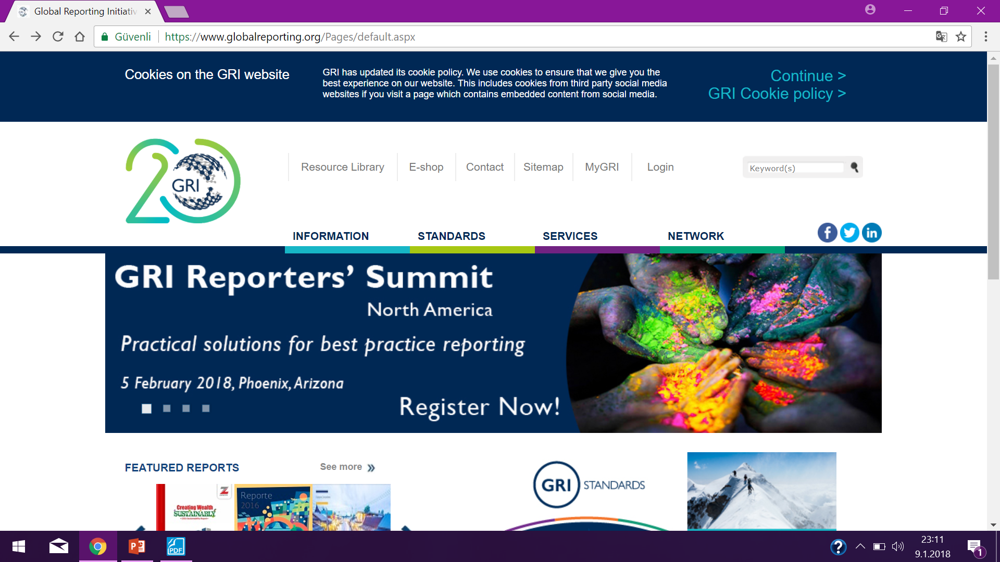 Global Reporting Initiativ
Güvenli
https://www.globalreporting.org/Pages/default.aspx
Cookies on the GRI website
GRI has updated its cookie policy. We use cookies to ensure that we give you the
best experience on our website. This includes cookies from third party social media
websites if you visit a page which contains embedded content from social media.
Continue >
GRI Cookie policy >
20
GRI
Resource Library
E-shop
Contact
Sitemap
MyGRI
Login
Keyword(s)
INFORMATION
STANDARDS
SERVICES
NETWORK
GRI Reporters' Summit
North America
Practical solutions for best practice reporting
5 February 2018, Phoenix, Arizona
Register Now!
FEATURED REPORTS
See more »
Creating Wealth
SUSTAINABLY
Reporte
2016
GRI STANDARDS
PDF
23:11
9.1.2018
1